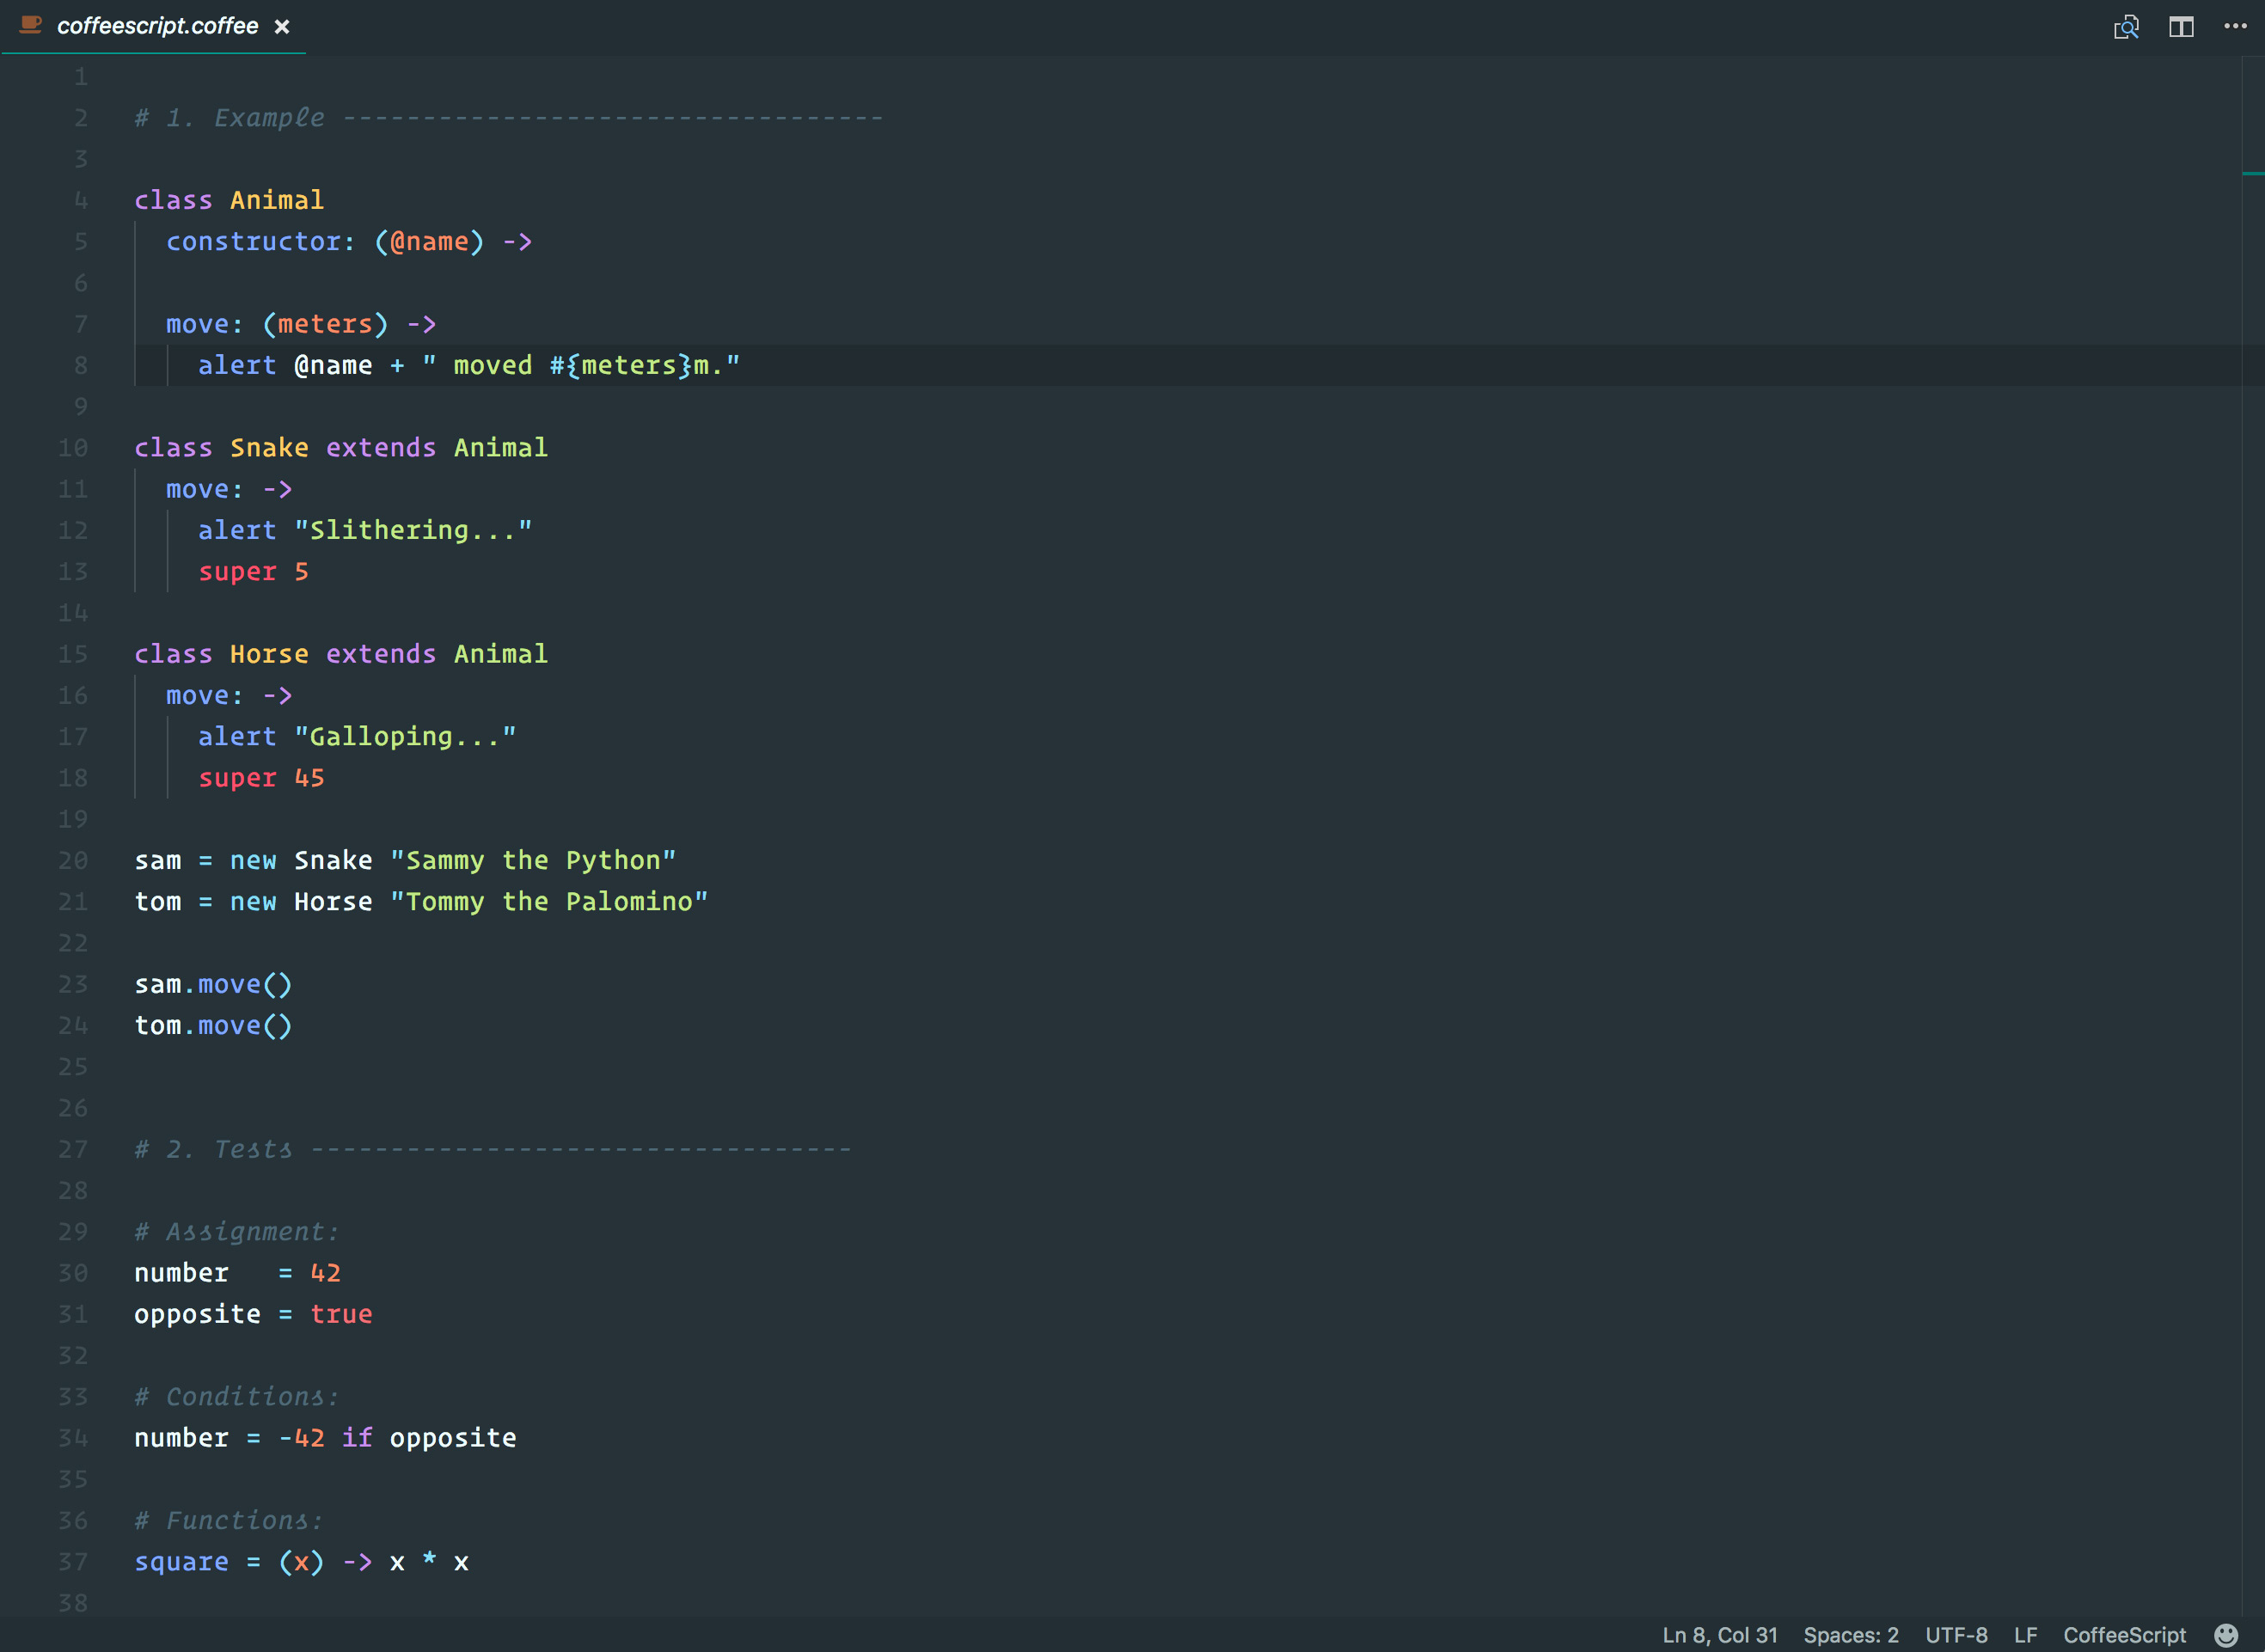 coffeescript.coffee ×
1
2 # 1. Example ----------------------------------
3
4 class Animal
5   constructor: (@name) ->
6
7   move: (meters) ->
8     alert @name + " moved #{meters}m."
9
10 class Snake extends Animal
11   move: ->
12     alert "Slithering..."
13     super 5
14
15 class Horse extends Animal
16   move: ->
17     alert "Galloping..."
18     super 45
19
20 sam = new Snake "Sammy the Python"
21 tom = new Horse "Tommy the Palomino"
22
23 sam.move()
24 tom.move()
25
26
27 # 2. Tests ----------------------------------
28
29 # Assignment:
30 number   = 42
31 opposite = true
32
33 # Conditions:
34 number = -42 if opposite
35
36 # Functions:
37 square = (x) -> x * x
38
Ln 8, Col 31 Spaces: 2 UTF-8 LF CoffeeScript